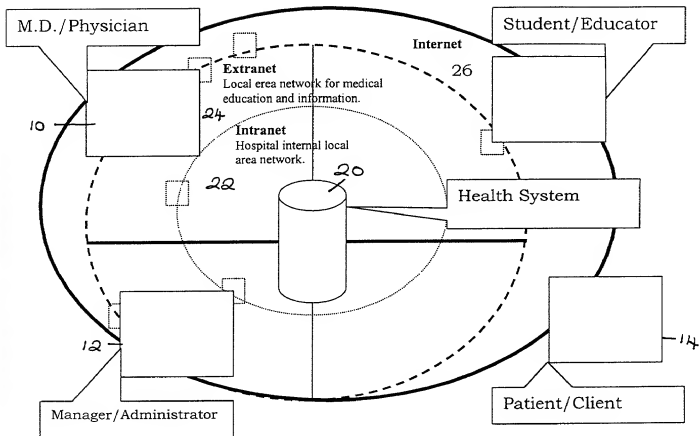 M.D./Physician
Student/Educator
Internet
26
Extranet
Local erea network for medical
education and information.
24
10
Intranet
Hospital internal local
area network.
20
22
Health System
12
14
Manager/Administrator
Patient/Client